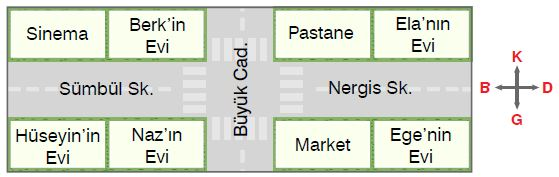 Sinema
Berk’in
Evi
Pastane
Ela’nın
Evi
Sümbül Sk.
Büyük Cad.
Nergis Sk.
Hüseyin’in
Evi
Naz’ın
Evi
Market
Ege’nin
Evi
K
B
D
G